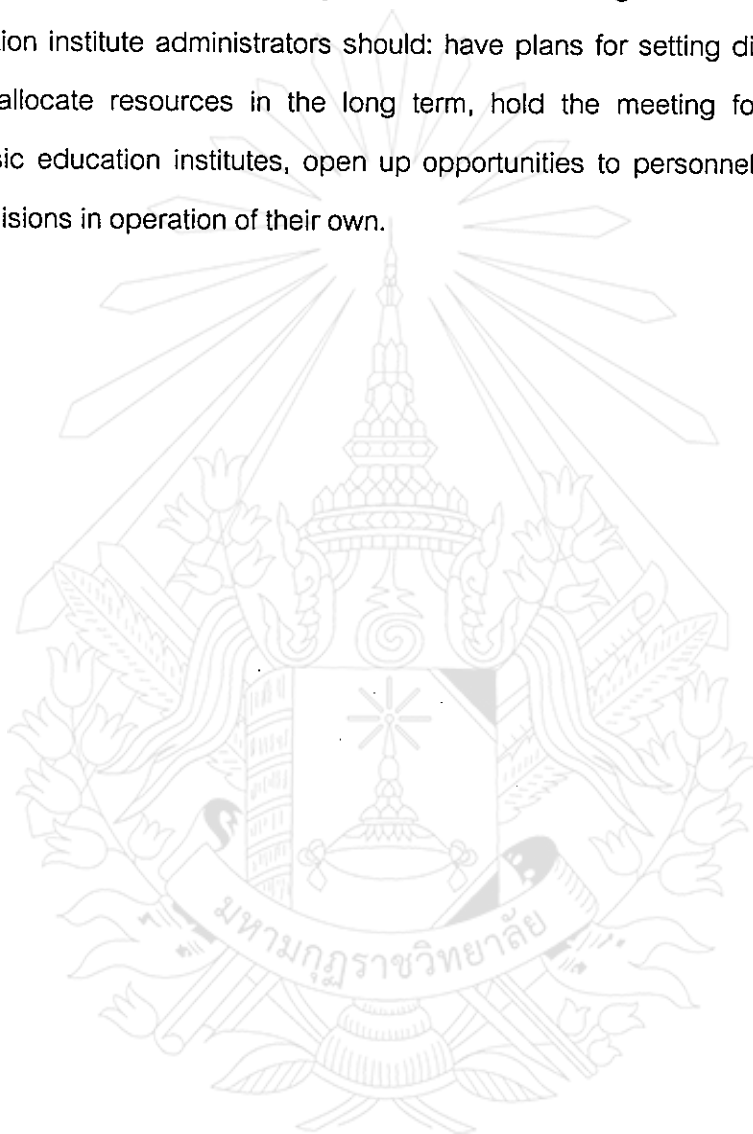 tion institute administrators should: have plans for setting di
allocate resources in the long term, hold the meeting fo
sic education institutes, open up opportunities to personnel
isions in operation of their own.
มหามกุฏราชวิทยาลัย